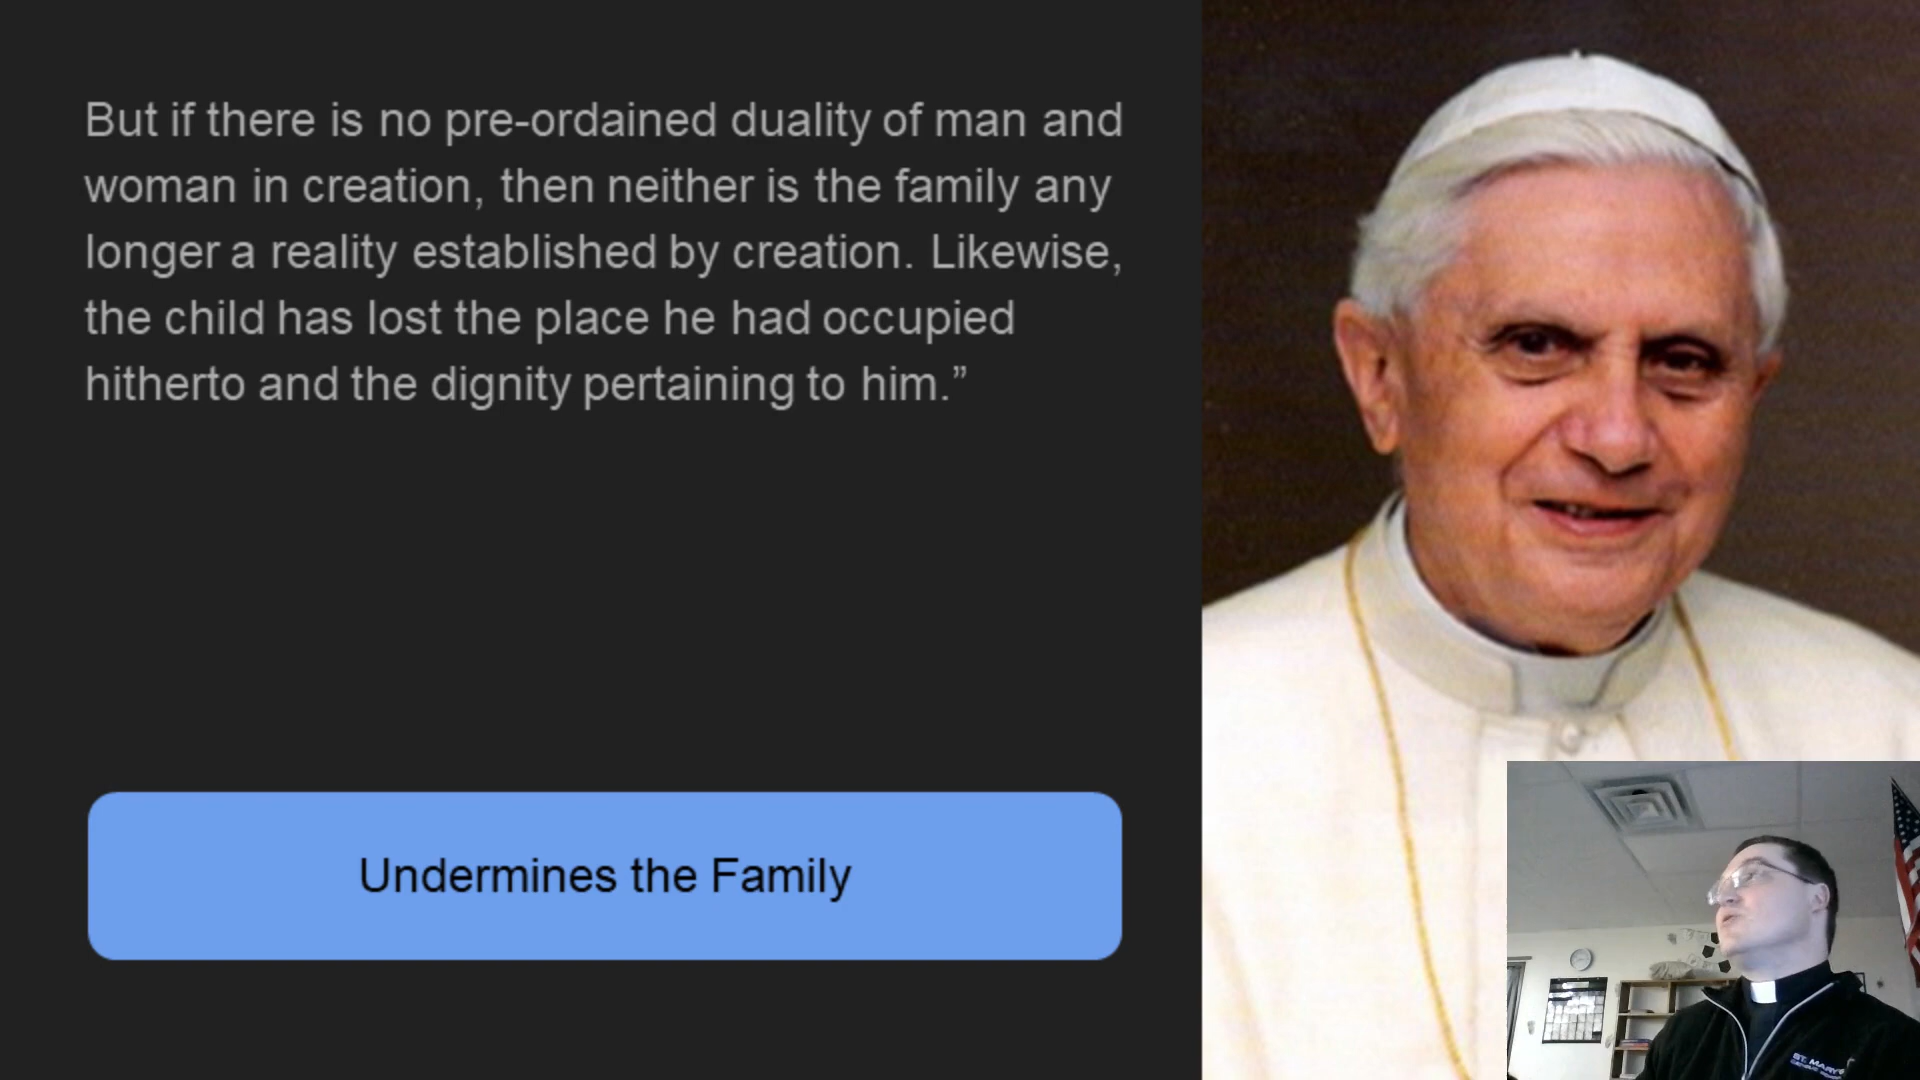 But if there is no pre-ordained duality of man and
woman in creation, then neither is the family any
longer a reality established by creation. Likewise,
the child has lost the place he had occupied
hitherto and the dignity pertaining to him.”
Undermines the Family
ST. MARY